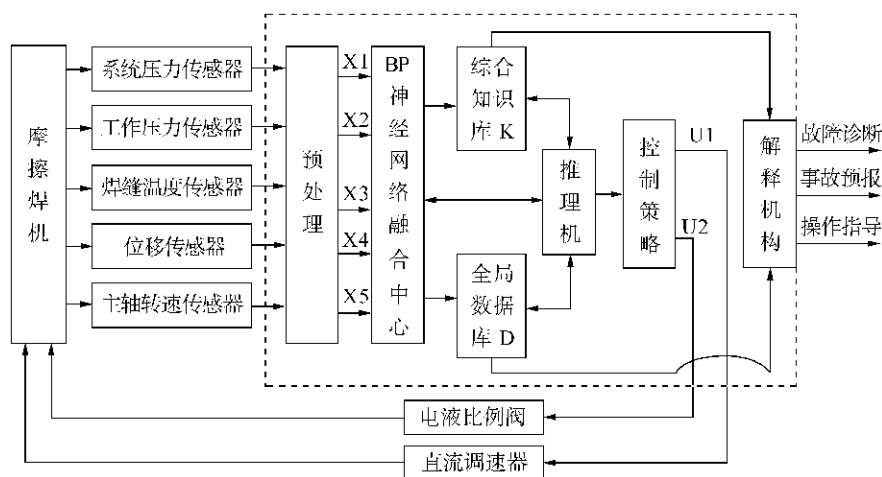 摩擦焊机
系统压力传感器
工作压力传感器
焊缝温度传感器
位移传感器
主轴转速传感器
预处理
X1
X2
X3
X4
X5
BP神经网络融合中心
综合
知识
库 K
全局
数据
库 D
推理机
控制策略
U1
U2
解释机构
故障诊断
事故预报
操作指导
电液比例阀
直流调速器